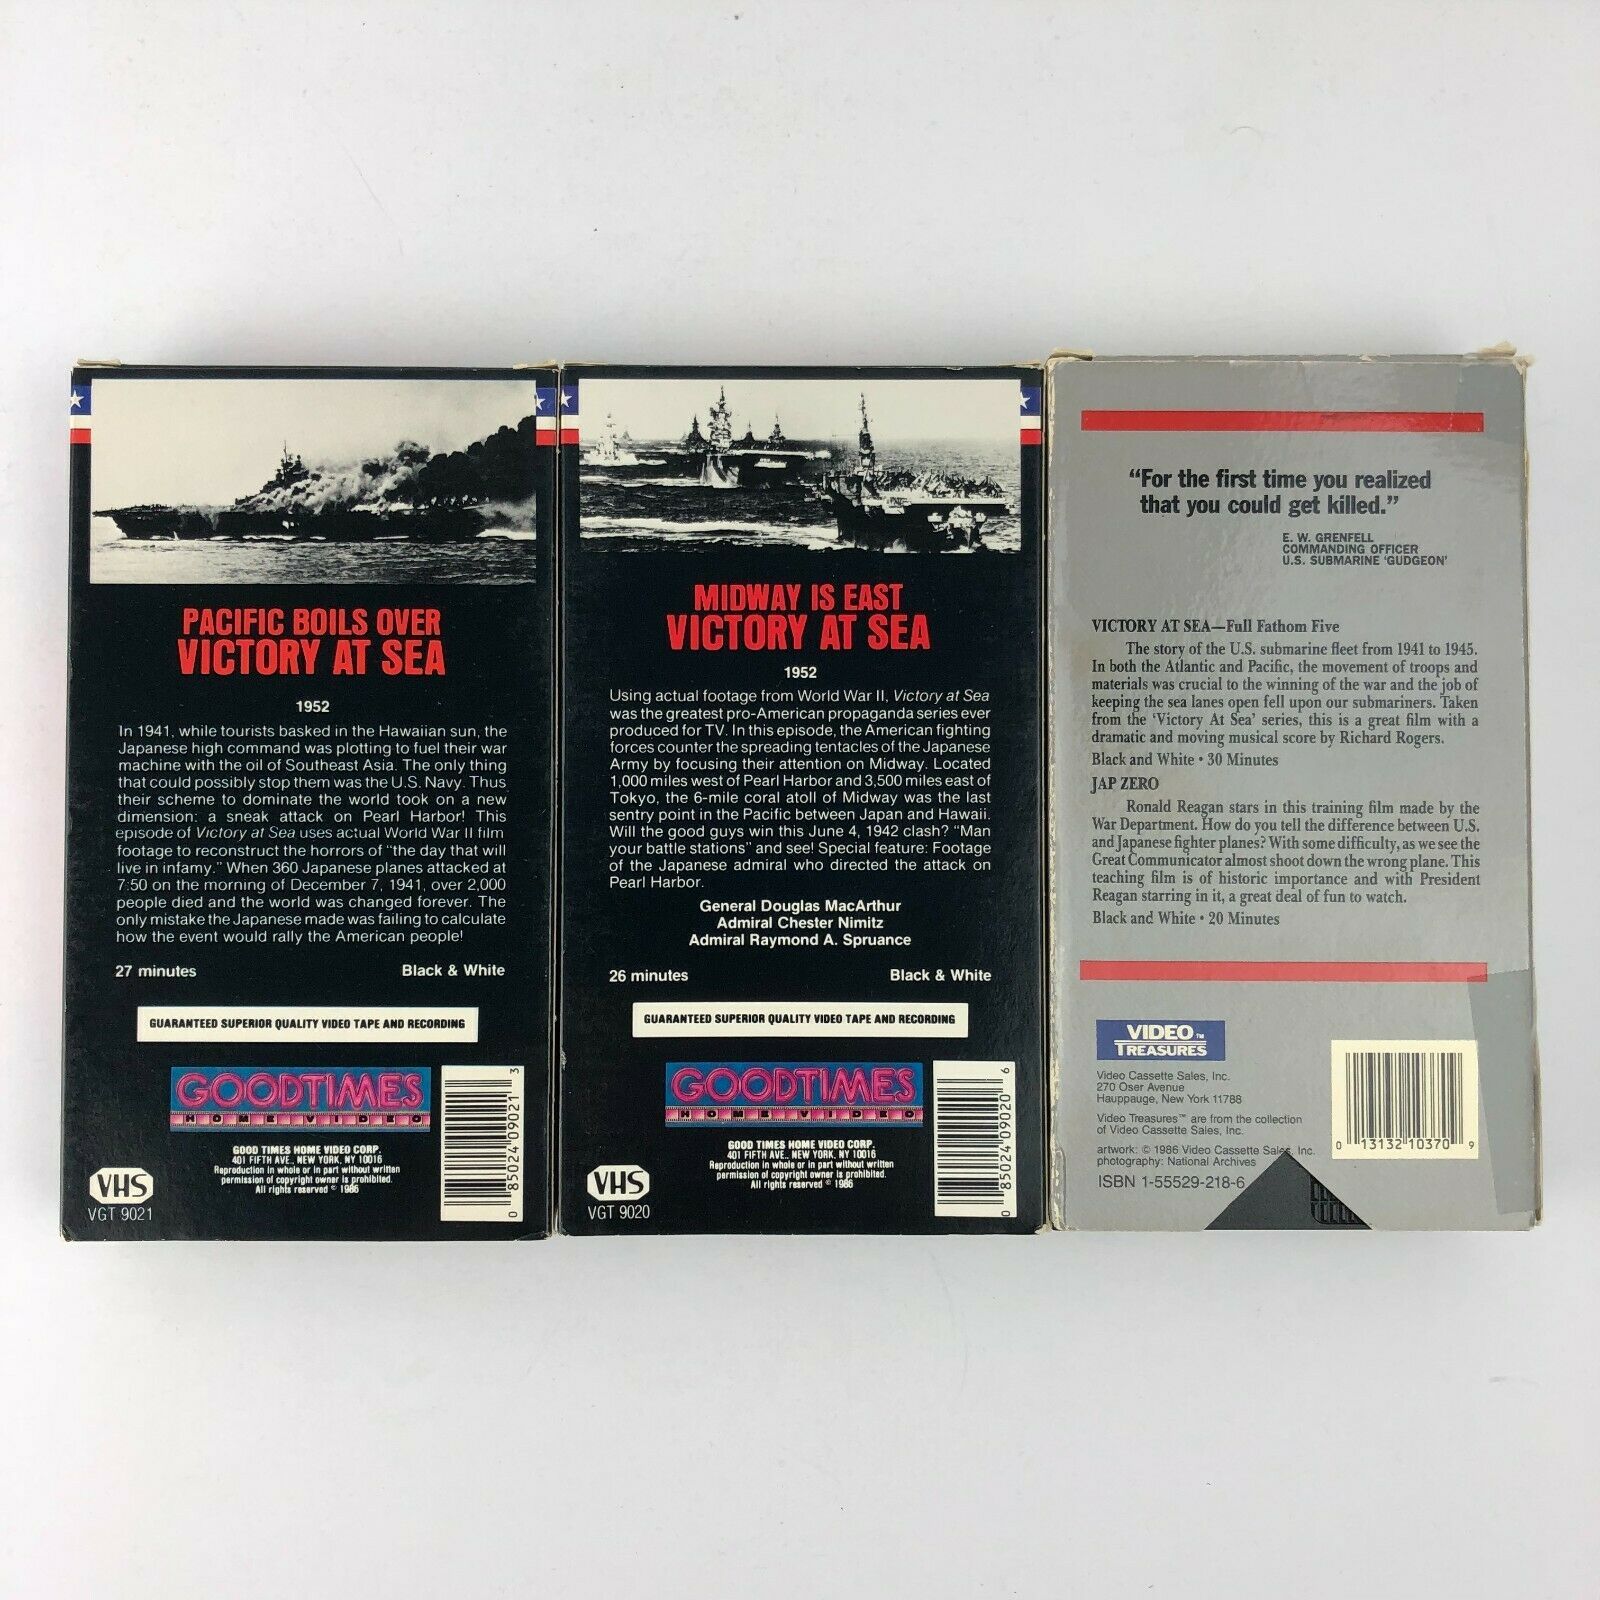 PACIFIC BOILS OVER
VICTORY AT SEA
1952
In 1941, while tourists basked in the Hawaiian sun, the
Japanese high command was plotting to fuel their war
machine with the oil of Southeast Asia. The only thing
that could possibly stop them was the U.S. Navy. Thus
their scheme to dominate the world took on a new
dimension: a sneak attack on Pearl Harbor! This
episode of Victory at Sea uses actual World War II film
footage to reconstruct the horrors of "the day that will
live in infamy." When 360 Japanese planes attacked at
7:50 on the morning of December 7, 1941, over 2,000
people died and the world was changed forever. The
only mistake the Japanese made was failing to calculate
how the event would rally the American people!
27 minutes Black & White
GUARANTEED SUPERIOR QUALITY VIDEO TAPE AND RECORDING
GOODTIMES
HOME VIDEO
GOOD TIMES HOME VIDEO CORP.
401 FIFTH AVE., NEW YORK, NY 10016
Reproduction in whole or in part without written
permission of copyright owner is prohibited.
All rights reserved © 1986
VHS
VGT 9021
0 85024 09021 3
MIDWAY IS EAST
VICTORY AT SEA
1952
Using actual footage from World War II, Victory at Sea
was the greatest pro-American propaganda series ever
produced for TV. In this episode, the American fighting
forces counter the spreading tentacles of the Japanese
Army by focusing their attention on Midway. Located
1,000 miles west of Pearl Harbor and 3,500 miles east of
Tokyo, the 6-mile coral atoll of Midway was the last
sentry point in the Pacific between Japan and Hawaii.
Will the good guys win this June 4, 1942 clash? "Man
your battle stations" and see! Special feature: Footage
of the Japanese admiral who directed the attack on
Pearl Harbor.
General Douglas MacArthur
Admiral Chester Nimitz
Admiral Raymond A. Spruance
26 minutes Black & White
GUARANTEED SUPERIOR QUALITY VIDEO TAPE AND RECORDING
GOODTIMES
HOME VIDEO
GOOD TIMES HOME VIDEO CORP.
401 FIFTH AVE., NEW YORK, NY 10016
Reproduction in whole or in part without written
permission of copyright owner is prohibited.
All rights reserved © 1986
VHS
VGT 9020
0 85024 09020 6
"For the first time you realized
that you could get killed."
E. W. GRENFELL
COMMANDING OFFICER
U.S. SUBMARINE 'GUDGEON'
VICTORY AT SEA—Full Fathom Five
The story of the U.S. submarine fleet from 1941 to 1945.
In both the Atlantic and Pacific, the movement of troops and
materials was crucial to the winning of the war and the job of
keeping the sea lanes open fell upon our submariners. Taken
from the 'Victory At Sea' series, this is a great film with a
dramatic and moving musical score by Richard Rogers.
Black and White • 30 Minutes
JAP ZERO
Ronald Reagan stars in this training film made by the
War Department. How do you tell the difference between U.S.
and Japanese fighter planes? With some difficulty, as we see the
Great Communicator almost shoot down the wrong plane. This
teaching film is of historic importance and with President
Reagan starring in it, a great deal of fun to watch.
Black and White • 20 Minutes
VIDEO TM
TREASURES
Video Cassette Sales, Inc.
270 Oser Avenue
Hauppauge, New York 11788
Video Treasures™ are from the collection
of Video Cassette Sales, Inc.
artwork: © 1986 Video Cassette Sales, Inc.
photography: National Archives
ISBN 1-55529-218-6
0 13132 10370 9